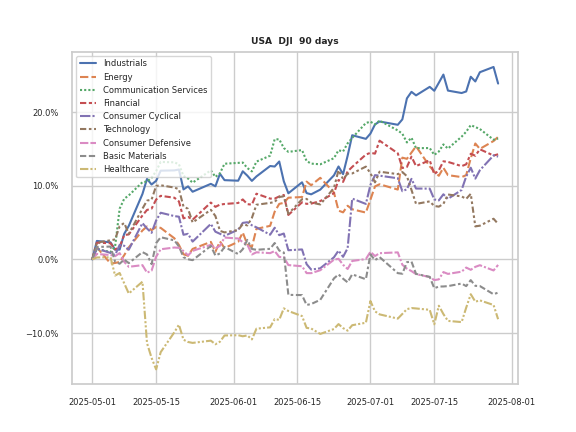 USA  DJI  90 days
Industrials
Energy
Communication Services
Financial
Consumer Cyclical
Technology
Consumer Defensive
Basic Materials
Healthcare
20.0%
10.0%
0.0%
−10.0%
2025-05-01
2025-05-15
2025-06-01
2025-06-15
2025-07-01
2025-07-15
2025-08-01